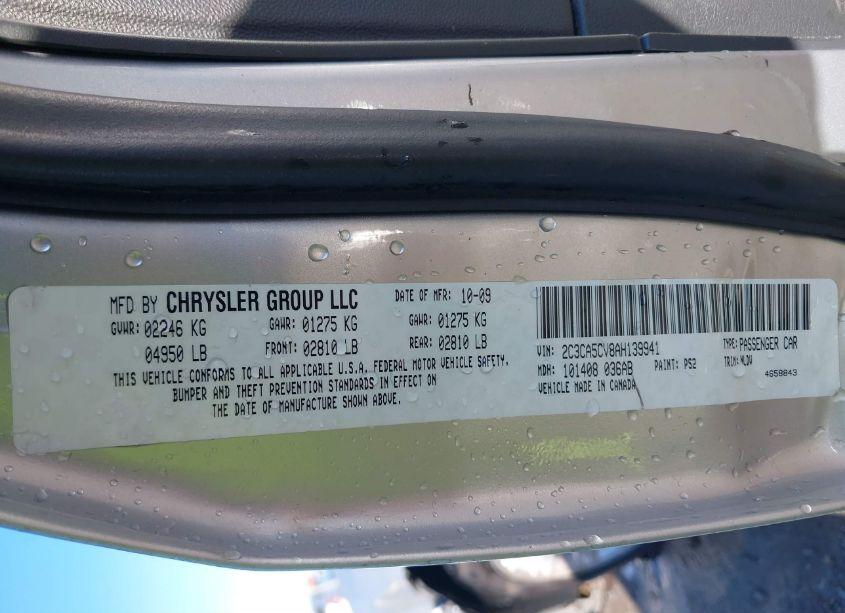 MFD BY CHRYSLER GROUP LLC DATE OF MFR: 10-09
GVWR: 02246 KG GAWR: 01275 KG GAWR: 01275 KG
04950 LB FRONT: 02810 LB REAR: 02810 LB
THIS VEHICLE CONFORMS TO ALL APPLICABLE U.S.A. FEDERAL MOTOR VEHICLE SAFETY,
BUMPER AND THEFT PREVENTION STANDARDS IN EFFECT ON
THE DATE OF MANUFACTURE SHOWN ABOVE.
VIN: 2C3CA5CV8AH139941 TYPE: PASSENGER CAR
MDH: 101408 036AB PAINT: PS2 TRIM: WLDV
VEHICLE MADE IN CANADA 4658843